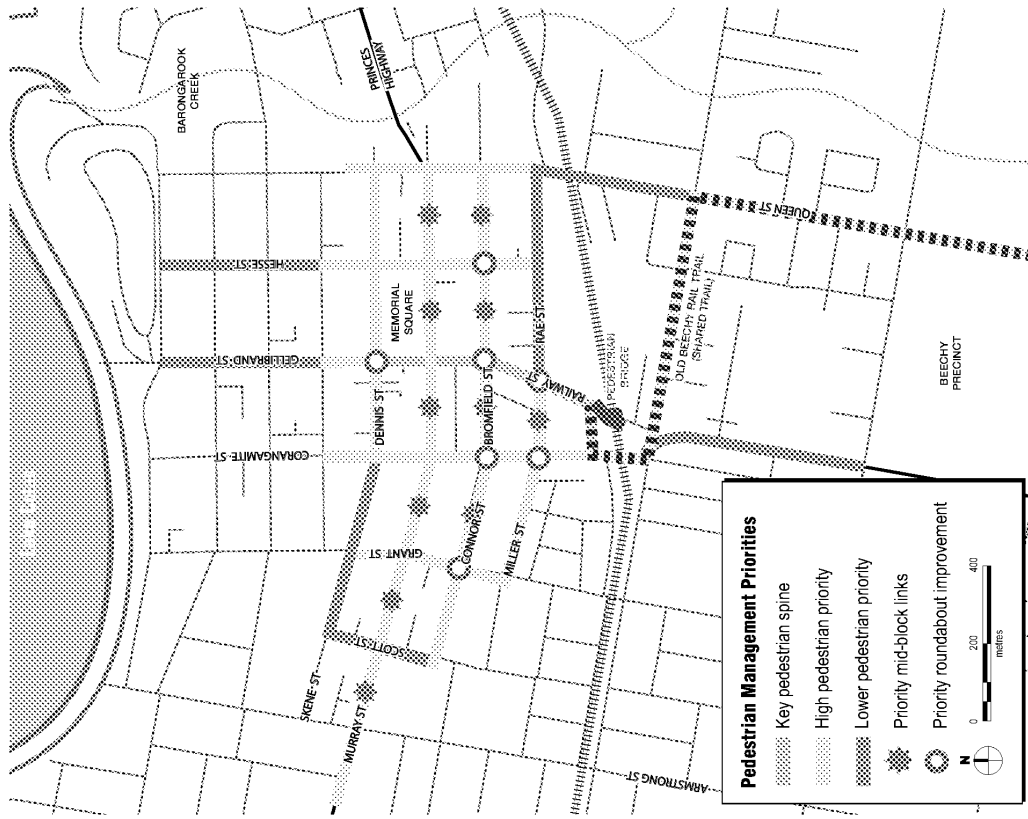 BARONGAROOK
CREEK
PRINCES
HIGHWAY
HESSE ST
MEMORIAL
SQUARE
GELLIBRAND ST
RAE ST
QUEEN ST
OLD BEECHY RAIL TRAIL
(SHARED TRAIL)
DENNIS ST
BROMFIELD ST
RAILWAY
ST
PEDESTRIAN
BRIDGE
BEECHY
PRECINCT
CORANGAMITE ST
GRANT ST
CONNOR ST
MILLER ST
SCOTT ST
SKENE ST
MURRAY ST
ARMSTRONG ST
Pedestrian Management Priorities
Key pedestrian spine
High pedestrian priority
Lower pedestrian priority
Priority mid-block links
Priority roundabout improvement
N
0 200 400
metres